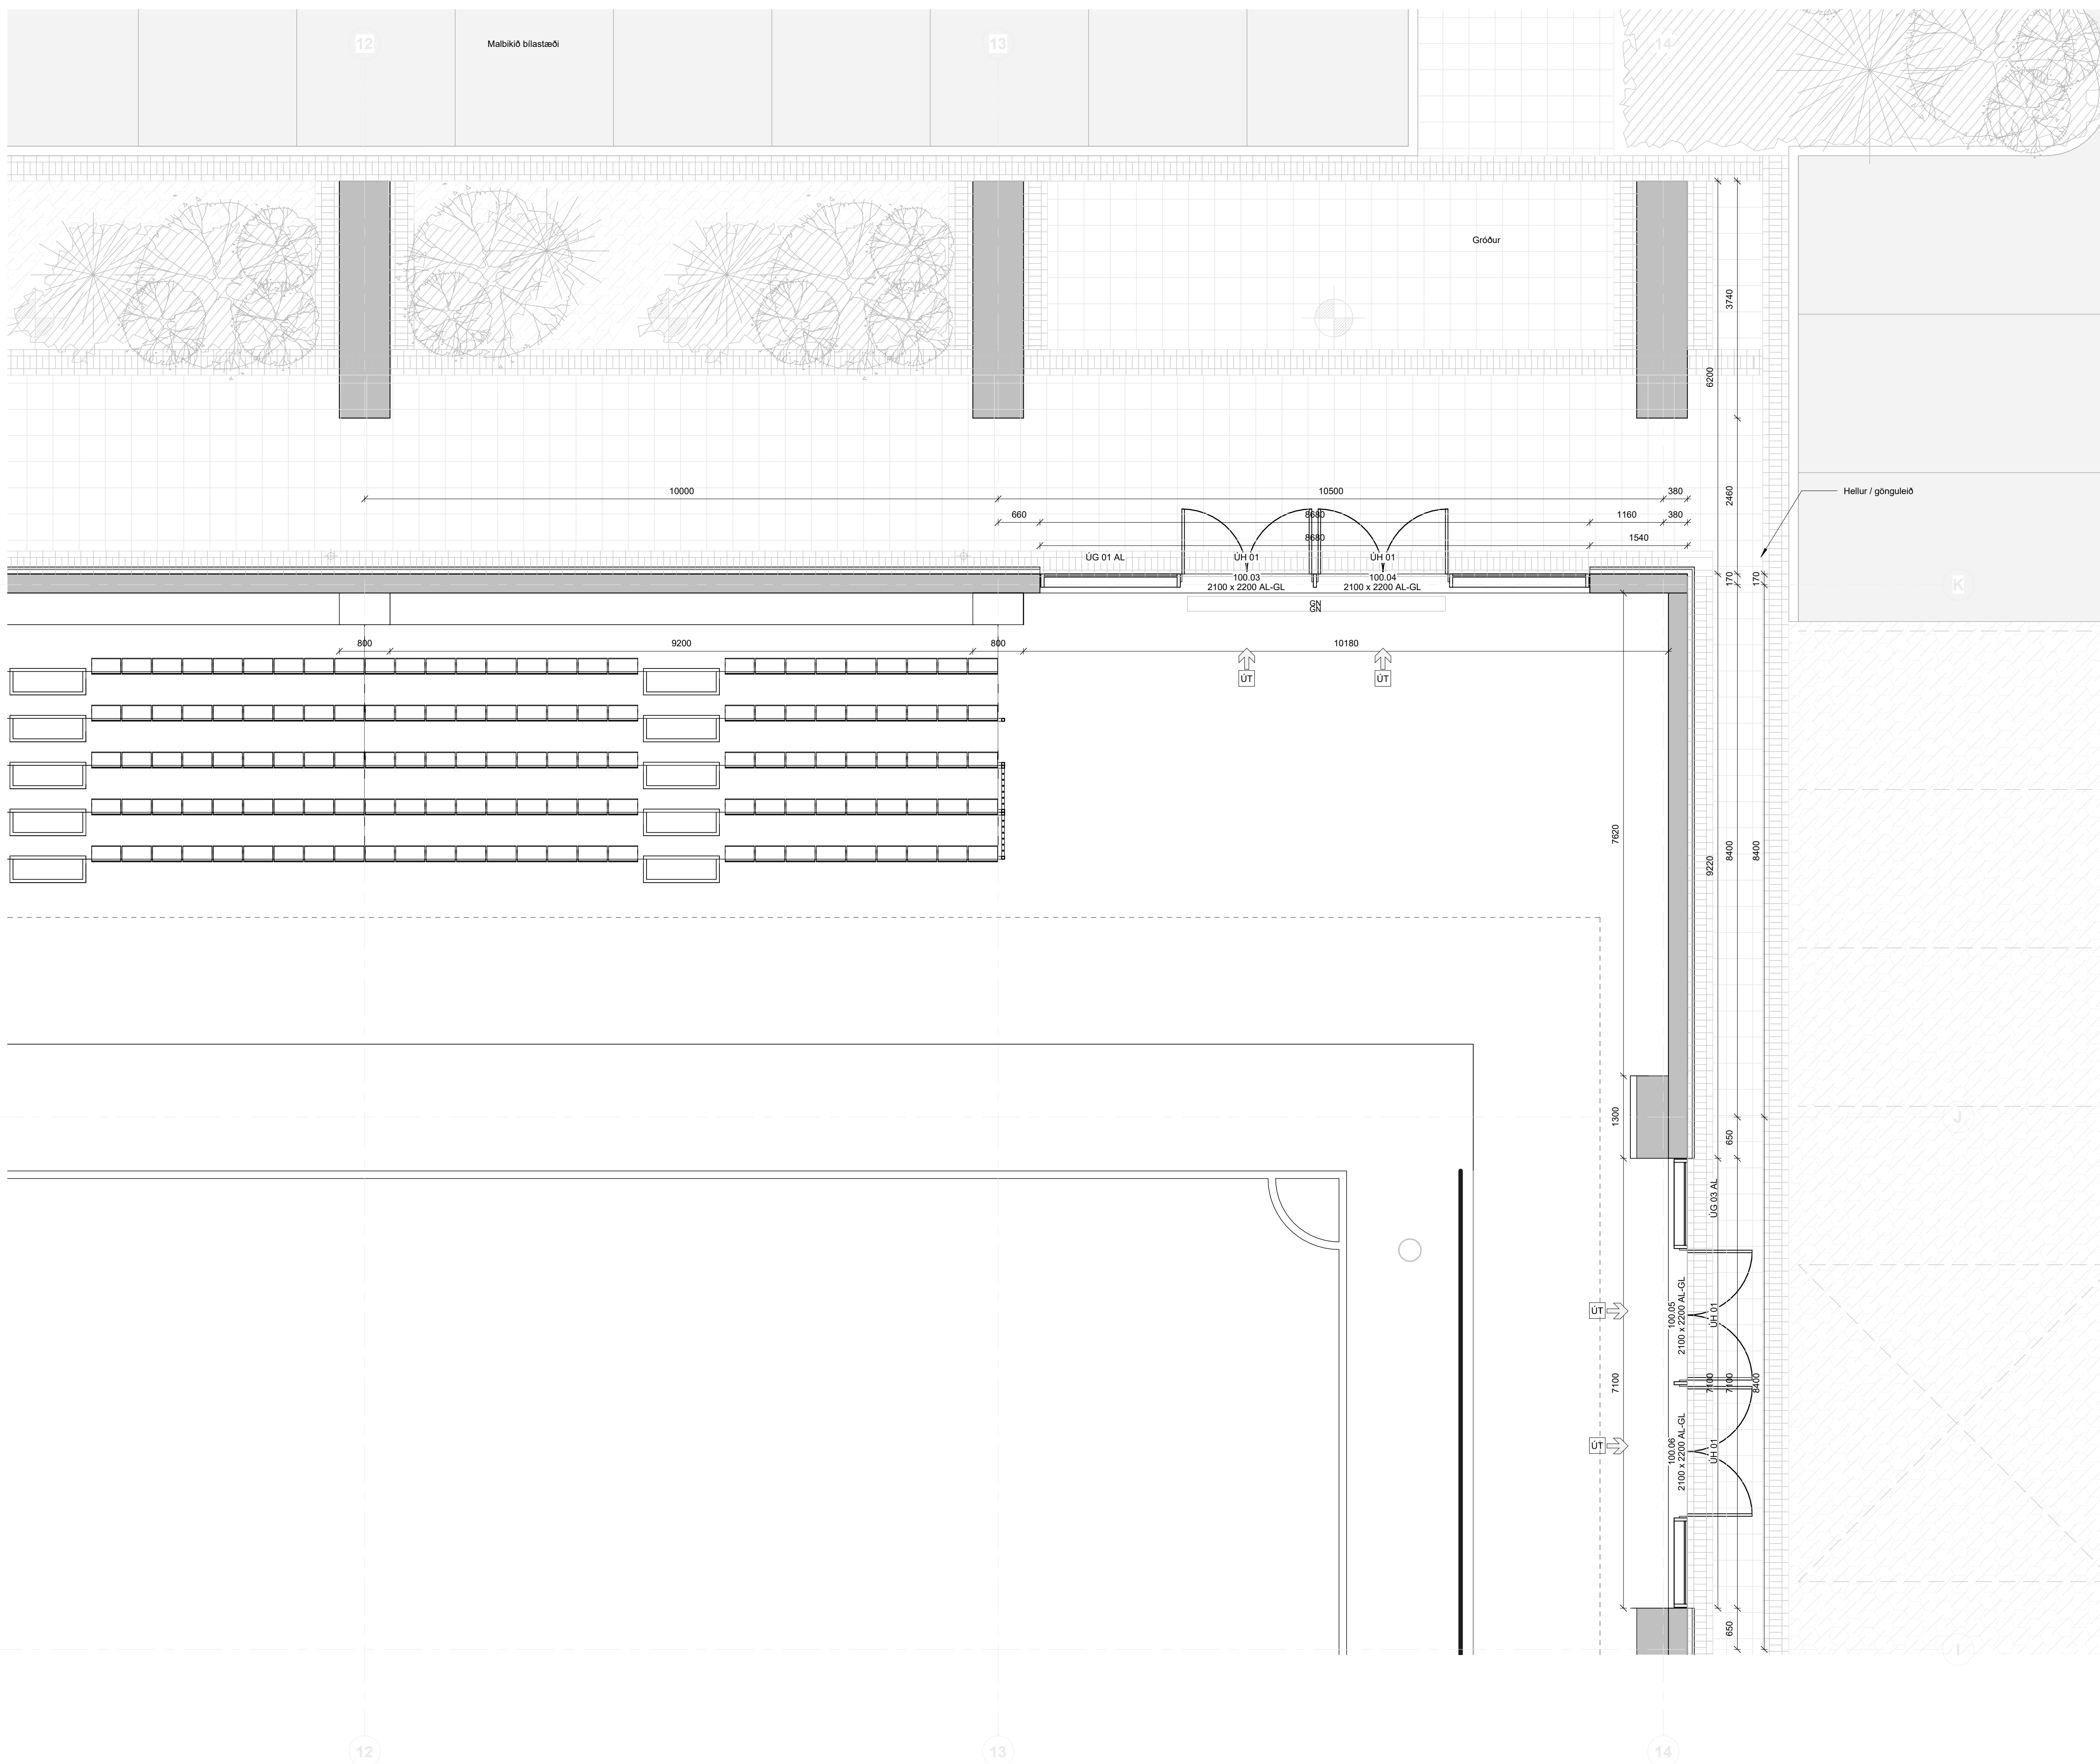 12
Malbikið bílastæði
13
14
Gróður
3740
6200
10000
10500
380
2460
Hellur / gönguleið
660
8680
1160
380
8680
1540
ÚG 01 AL
ÚH 01
ÚH 01
100.03
2100 x 2200 AL-GL
100.04
2100 x 2200 AL-GL
170
170
K
GN
GN
800
9200
800
10180
ÚT
ÚT
7620
9220
8400
8400
1300
650
J
ÚG 03 AL
ÚT
100.05
2100 x 2200 AL-GL
ÚH 01
7100
7100
7100
8400
ÚT
100.06
2100 x 2200 AL-GL
ÚH 01
650
I
12
13
14